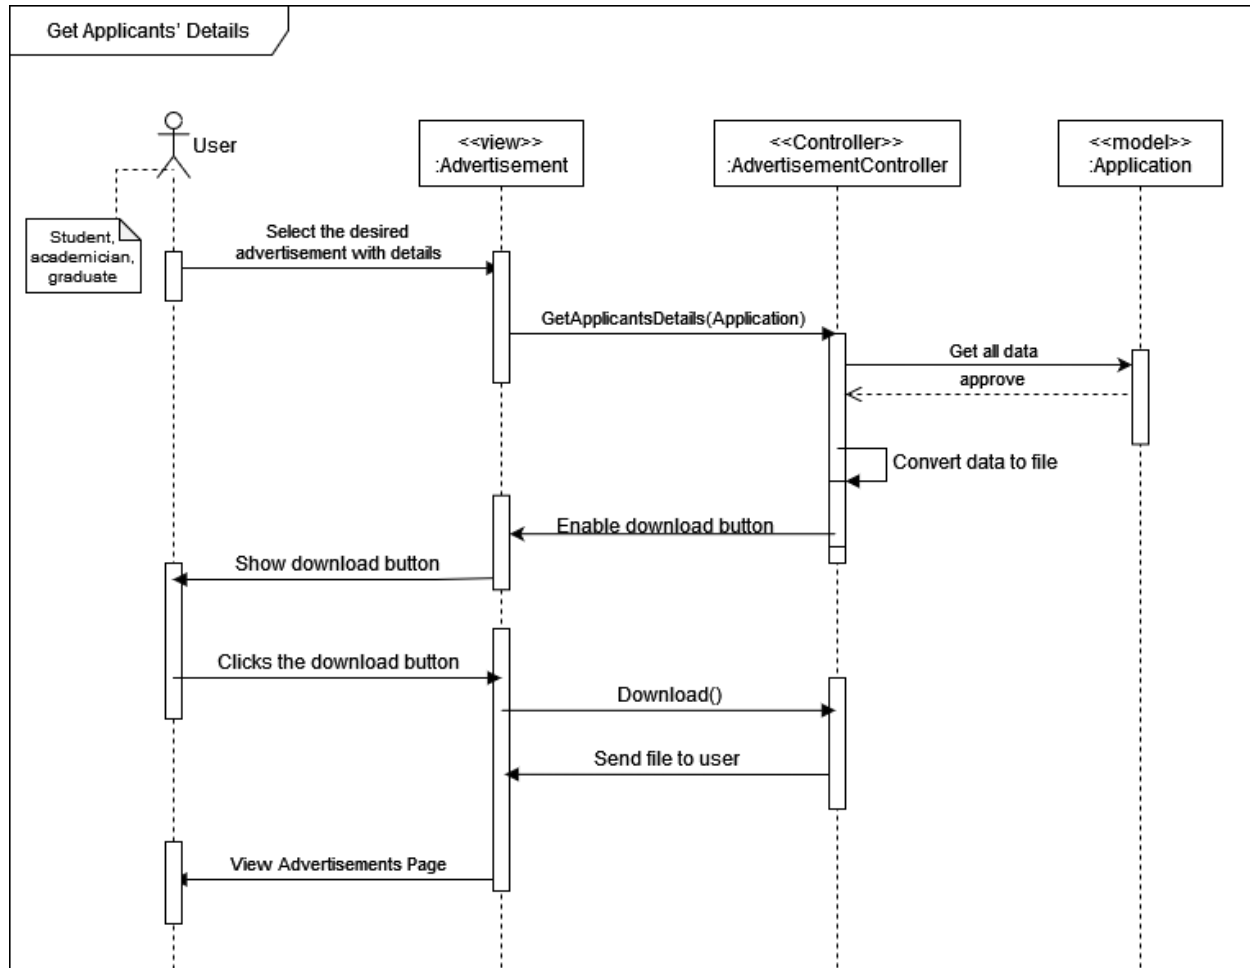 Get Applicants' Details
User
<<view>>
:Advertisement
<<Controller>>
:AdvertisementController
<<model>>
:Application
Student,
academician,
graduate
Select the desired
advertisement with details
GetApplicantsDetails(Application)
Get all data
approve
Convert data to file
Enable download button
Show download button
Clicks the download button
Download()
Send file to user
View Advertisements Page